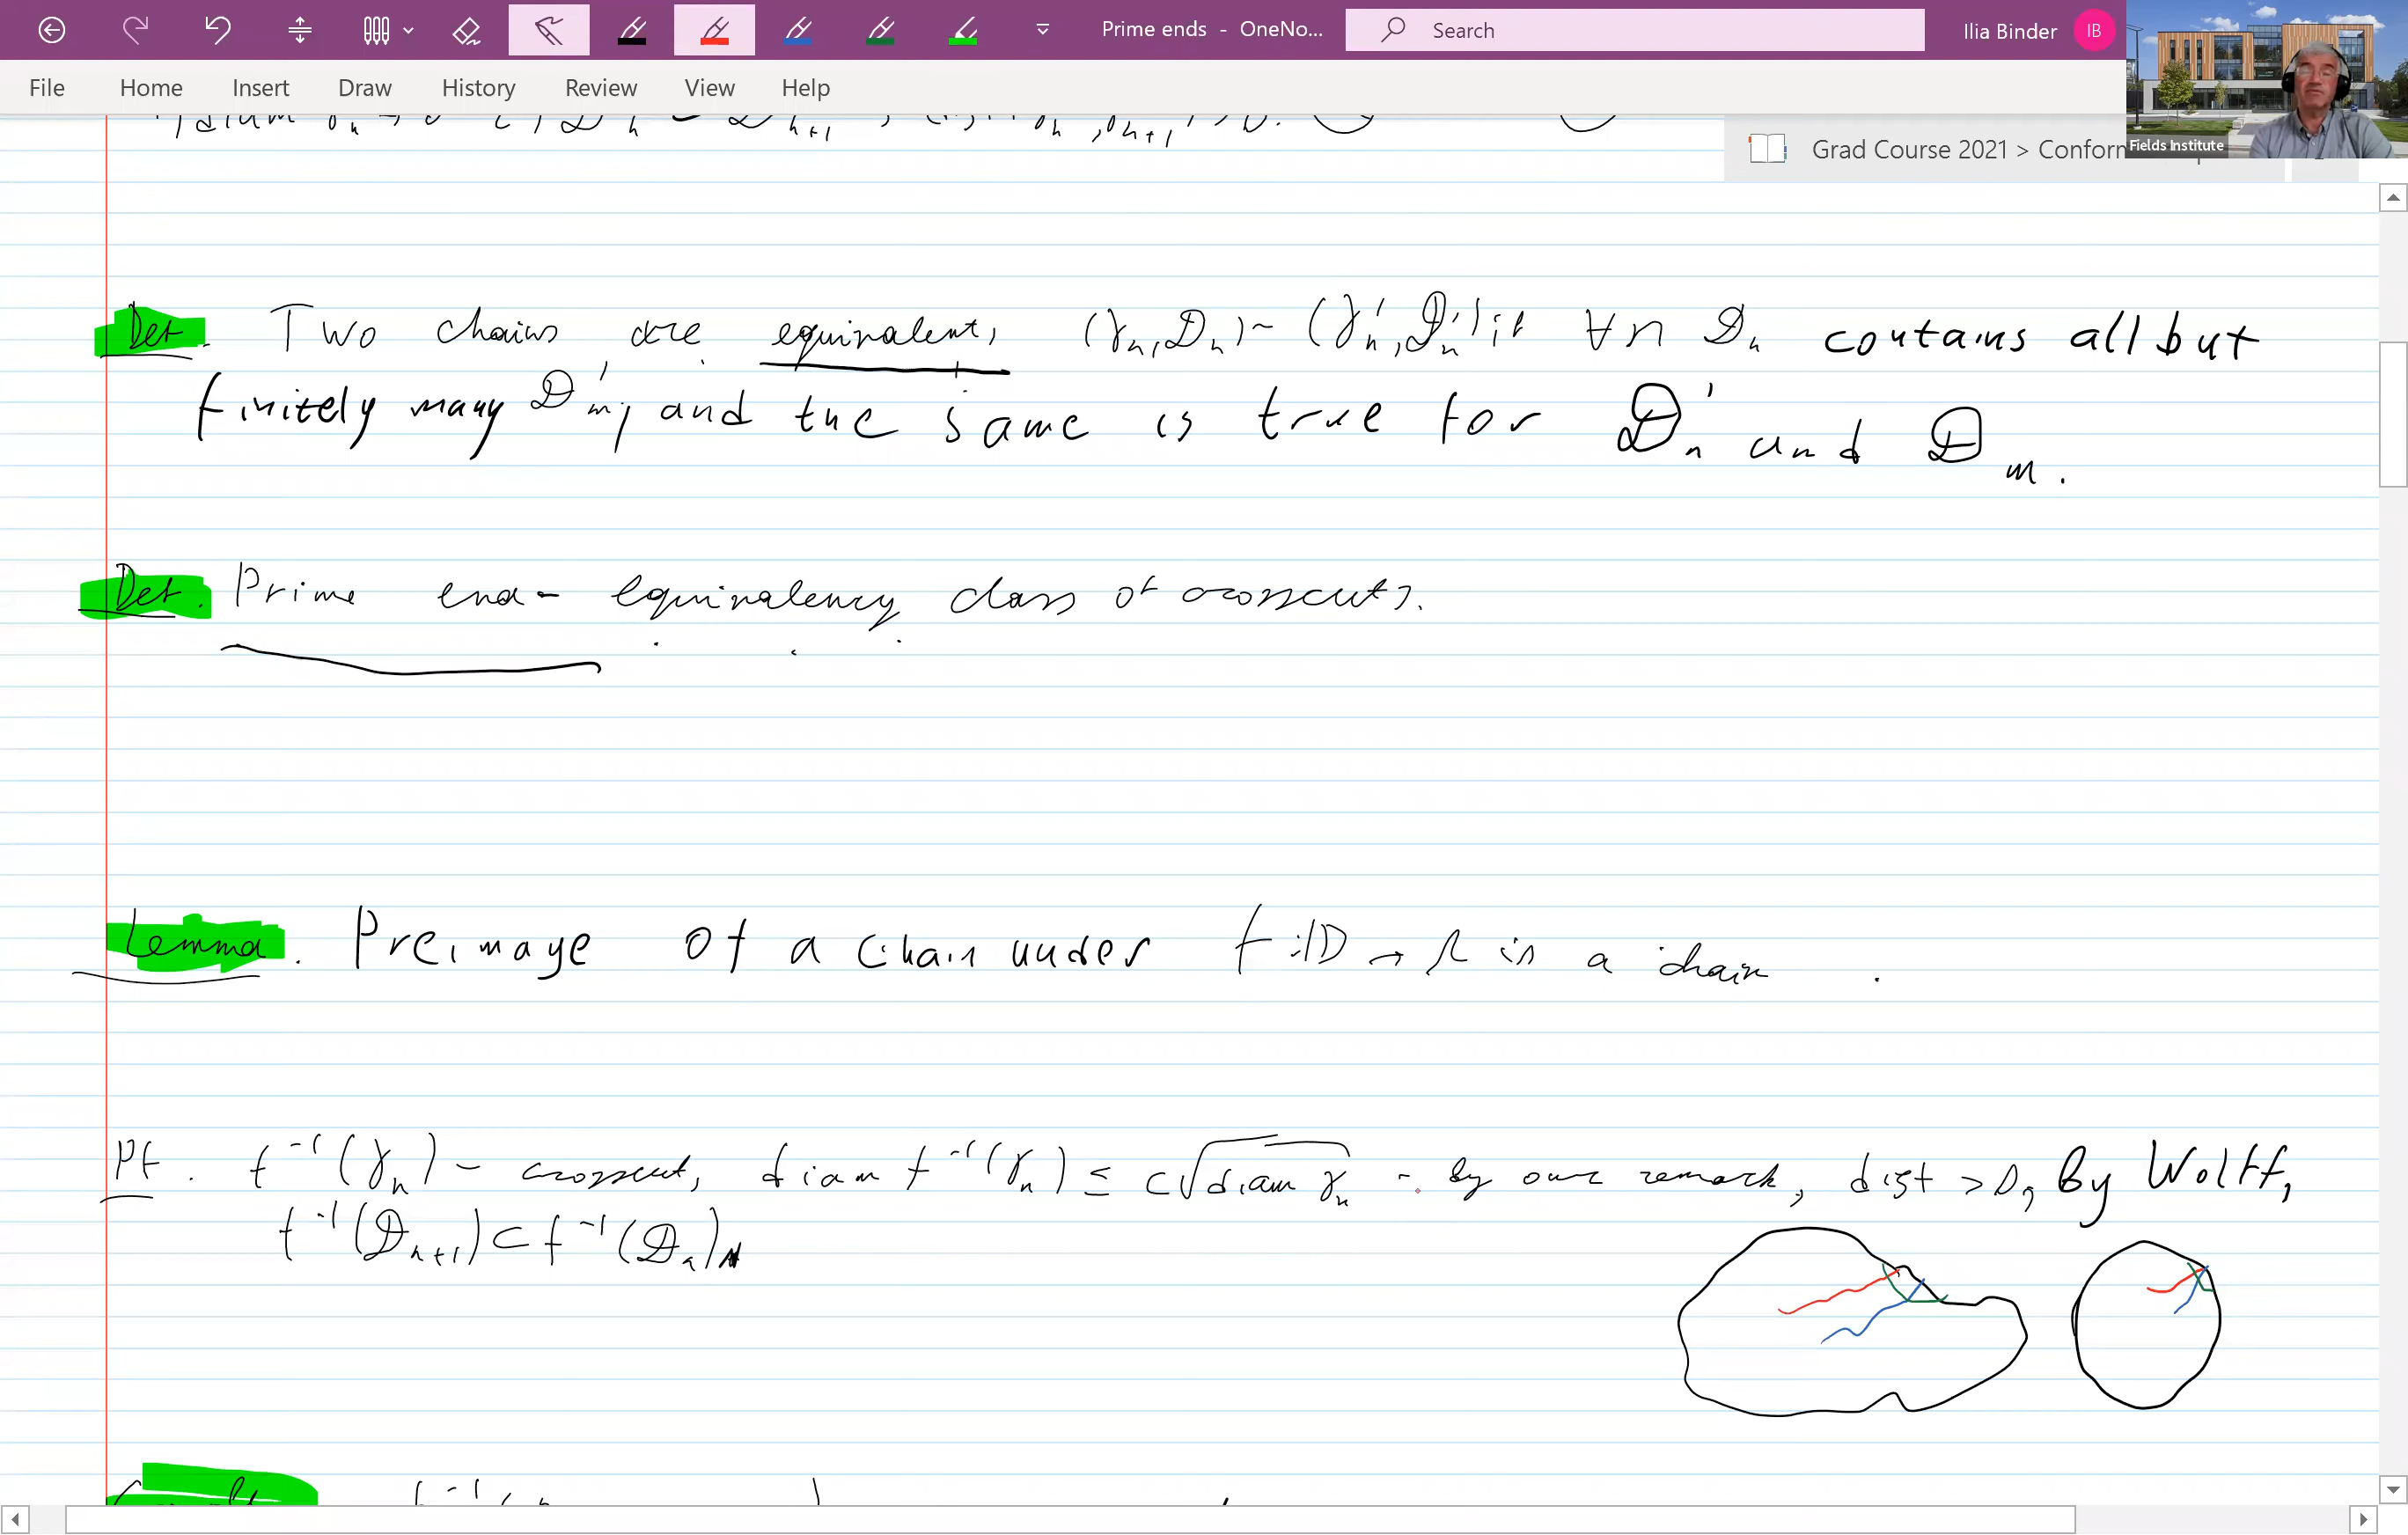 Prime ends - OneNo...
Search
Ilia Binder
IB
File Home Insert Draw History Review View Help
Fields Institute
Grad Course 2021 > Conform
Def. Two chains are equivalent, (γn, Dn) ~ (γ'n, D'n) if ∀n Dn contains all but
finitely many D'm, and the same is true for D'n and Dm.
Def. Prime end - equivalency class of crosscuts.
Lemma. Preimage of a chain under f: 𝔻 → Ω is a chain.
Pf. f⁻¹(γn) - crosscut, diam f⁻¹(γn) ≤ c√diam γn - by our remark, dist > 0, by Wolff,
f⁻¹(Dn+1) ⊂ f⁻¹(Dn)